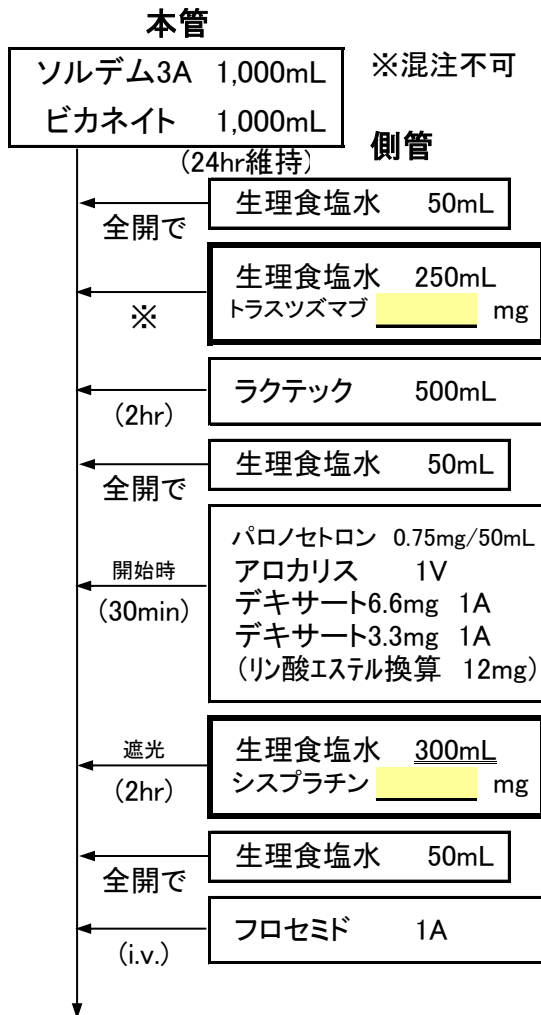 本管
ソルデム3A 1,000mL
※混注不可
ビカネイト 1,000mL
(24hr維持)
側管
生理食塩水 50mL
全開で
生理食塩水 250mL
トラスツズマブ mg
※
ラクテック 500mL
(2hr)
生理食塩水 50mL
全開で
パロノセトロン 0.75mg/50mL
開始時
アロカリス 1V
(30min)
デキサート6.6mg 1A
デキサート3.3mg 1A
(リン酸エステル換算 12mg)
遮光
生理食塩水 300mL
(2hr)
シスプラチン mg
生理食塩水 50mL
全開で
フロセミド 1A
(i.v.)